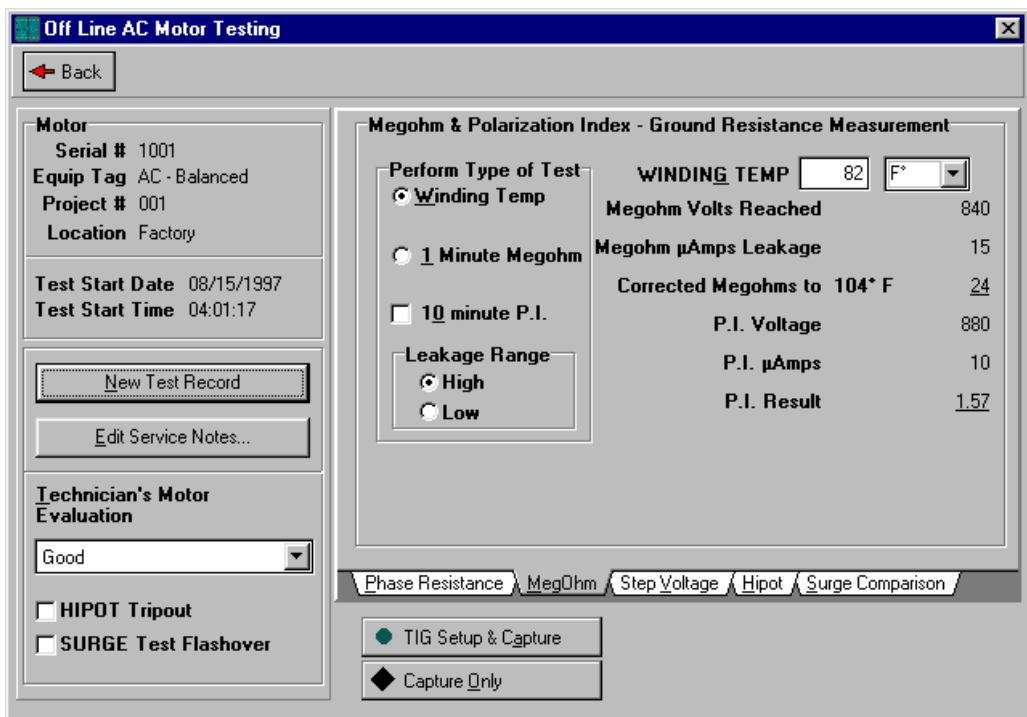 Off Line AC Motor Testing
Back
Motor
Serial # 1001
Equip Tag AC - Balanced
Project # 001
Location Factory
Test Start Date 08/15/1997
Test Start Time 04:01:17
New Test Record
Edit Service Notes...
Technician's Motor
Evaluation
Good
HIPOT Tripout
SURGE Test Flashover
Megohm & Polarization Index - Ground Resistance Measurement
Perform Type of Test
Winding Temp
1 Minute Megohm
10 minute P.I.
Leakage Range
High
Low
WINDING TEMP 82 F°
Megohm Volts Reached 840
Megohm µAmps Leakage 15
Corrected Megohms to 104° F 24
P.I. Voltage 880
P.I. µAmps 10
P.I. Result 1.57
Phase Resistance MegOhm Step Voltage Hipot Surge Comparison
TIG Setup & Capture
Capture Only